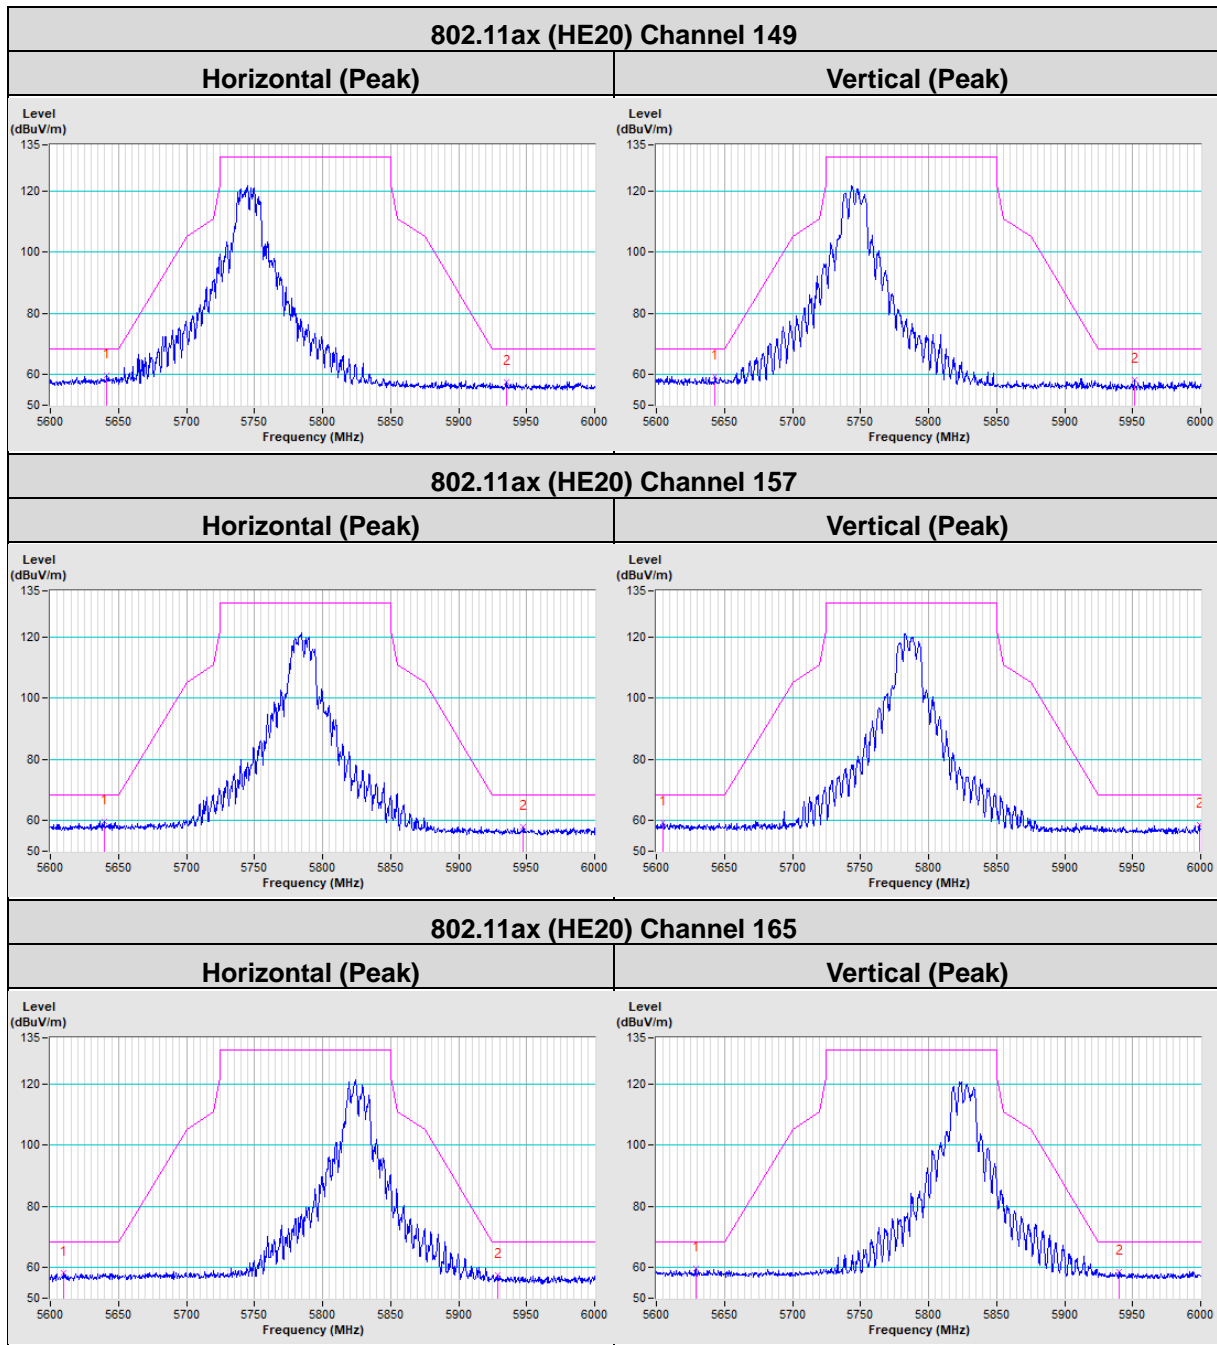 802.11ax (HE20) Channel 149
Horizontal (Peak)
Vertical (Peak)
Level
(dBuV/m)
135
120
100
80
60
50
1
2
5600 5650 5700 5750 5800 5850 5900 5950 6000
Frequency (MHz)
Level
(dBuV/m)
135
120
100
80
60
50
1
2
5600 5650 5700 5750 5800 5850 5900 5950 6000
Frequency (MHz)
802.11ax (HE20) Channel 157
Horizontal (Peak)
Vertical (Peak)
Level
(dBuV/m)
135
120
100
80
60
50
1
2
5600 5650 5700 5750 5800 5850 5900 5950 6000
Frequency (MHz)
Level
(dBuV/m)
135
120
100
80
60
50
1
2
5600 5650 5700 5750 5800 5850 5900 5950 6000
Frequency (MHz)
802.11ax (HE20) Channel 165
Horizontal (Peak)
Vertical (Peak)
Level
(dBuV/m)
135
120
100
80
60
50
1
2
5600 5650 5700 5750 5800 5850 5900 5950 6000
Frequency (MHz)
Level
(dBuV/m)
135
120
100
80
60
50
1
2
5600 5650 5700 5750 5800 5850 5900 5950 6000
Frequency (MHz)